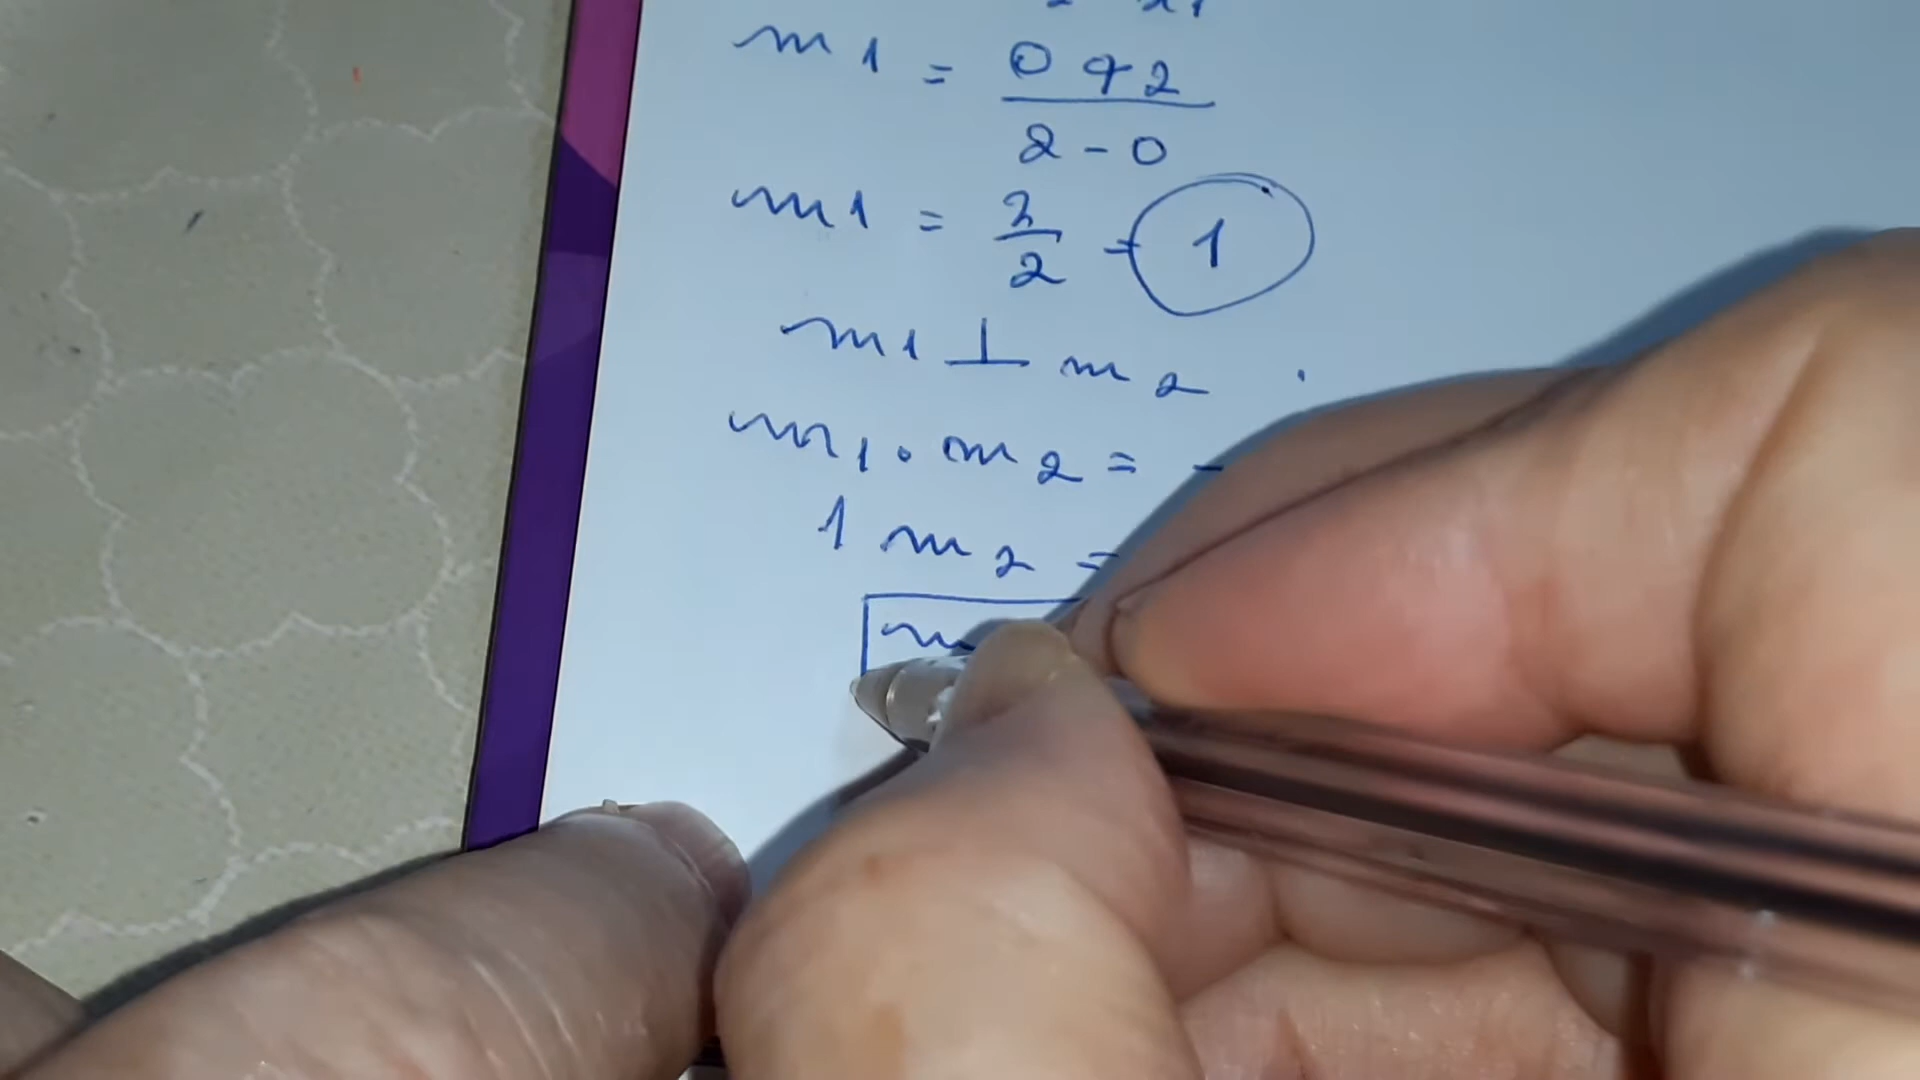 m1 = 0+2
2-0
m1 = 2/2 = 1
m1 ⊥ m2
m1 . m2 = -
1 m2 =
m